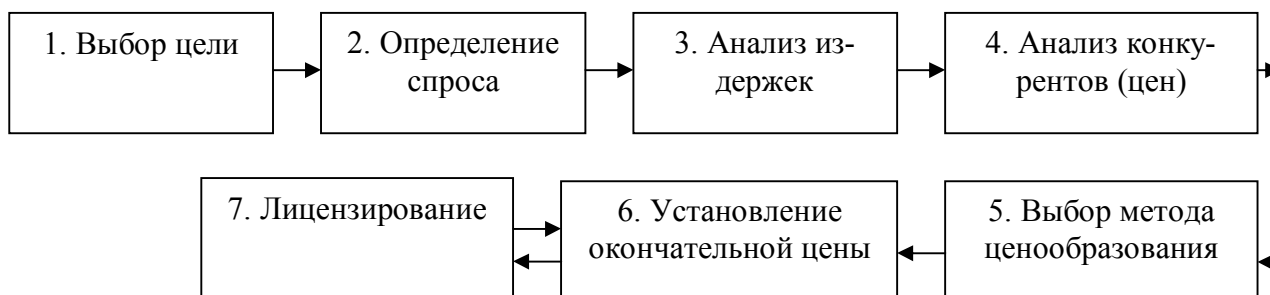 1. Выбор цели
2. Определение
спроса
3. Анализ из-
держек
4. Анализ конку-
рентов (цен)
7. Лицензирование
6. Установление
окончательной цены
5. Выбор метода
ценообразования